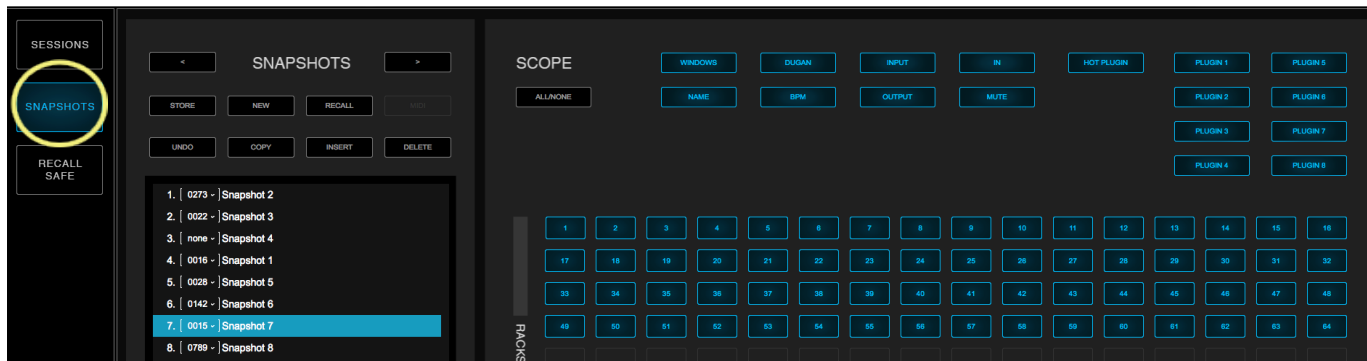 SESSIONS
SNAPSHOTS
RECALL
SAFE
< SNAPSHOTS >
STORE NEW RECALL MIDI
UNDO COPY INSERT DELETE
1. [ 0273 ⌄ ] Snapshot 2
2. [ 0022 ⌄ ] Snapshot 3
3. [ none ⌄ ] Snapshot 4
4. [ 0016 ⌄ ] Snapshot 1
5. [ 0028 ⌄ ] Snapshot 5
6. [ 0142 ⌄ ] Snapshot 6
7. [ 0015 ⌄ ] Snapshot 7
8. [ 0789 ⌄ ] Snapshot 8
SCOPE
ALL/NONE
WINDOWS DUGAN INPUT IN HOT PLUGIN PLUGIN 1 PLUGIN 5
NAME BPM OUTPUT MUTE PLUGIN 2 PLUGIN 6
PLUGIN 3 PLUGIN 7
PLUGIN 4 PLUGIN 8
RACKS
1 2 3 4 5 6 7 8 9 10 11 12 13 14 15 16
17 18 19 20 21 22 23 24 25 26 27 28 29 30 31 32
33 34 35 36 37 38 39 40 41 42 43 44 45 46 47 48
49 50 51 52 53 54 55 56 57 58 59 60 61 62 63 64